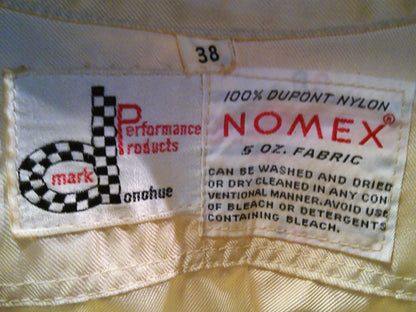 38
Performance
Products
mark
donohue
100% DUPONT NYLON
NOMEX®
5 OZ. FABRIC
CAN BE WASHED AND DRIED
OR DRY CLEANED IN ANY CON-
VENTIONAL MANNER. AVOID USE
OF BLEACH OR DETERGENTS
CONTAINING BLEACH.